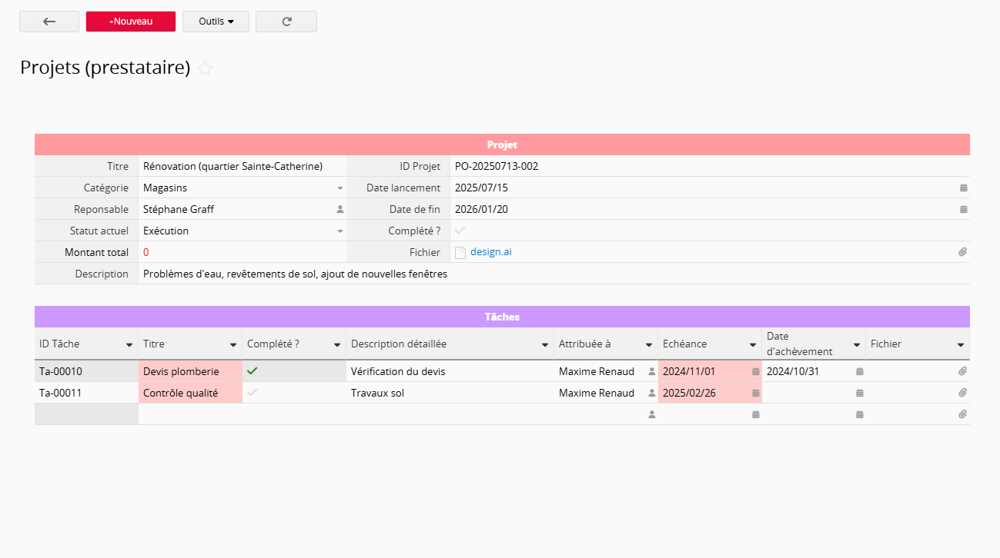 +Nouveau Outils
Projets (prestataire)
Projet
Titre Rénovation (quartier Sainte-Catherine) ID Projet PO-20250713-002
Catégorie Magasins Date lancement 2025/07/15
Reponsable Stéphane Graff Date de fin 2026/01/20
Statut actuel Exécution Complété ?
Montant total 0 Fichier design.ai
Description Problèmes d'eau, revêtements de sol, ajout de nouvelles fenêtres
Tâches
ID Tâche Titre Complété ? Description détaillée Attribuée à Echéance Date d'achèvement Fichier
Ta-00010 Devis plomberie Vérification du devis Maxime Renaud 2024/11/01 2024/10/31
Ta-00011 Contrôle qualité Travaux sol Maxime Renaud 2025/02/26